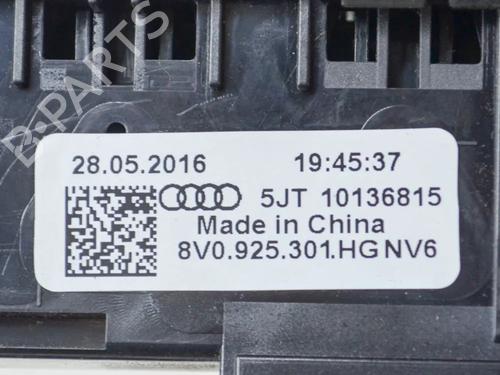 B-PARTS
28.05.2016 19:45:37
5JT 10136815
Made in China
8V0.925.301.HG NV6